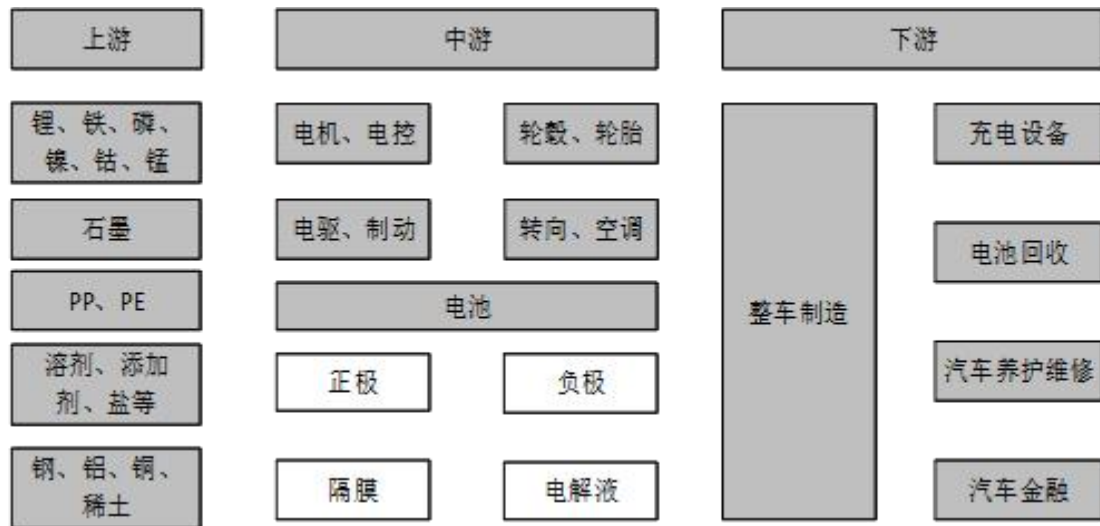 上游
中游
下游
锂、铁、磷、
镍、钴、锰
电机、电控
轮毂、轮胎
充电设备
石墨
电驱、制动
转向、空调
电池回收
PP、PE
电池
整车制造
溶剂、添加
剂、盐等
正极
负极
汽车养护维修
钢、铝、铜、
稀土
隔膜
电解液
汽车金融